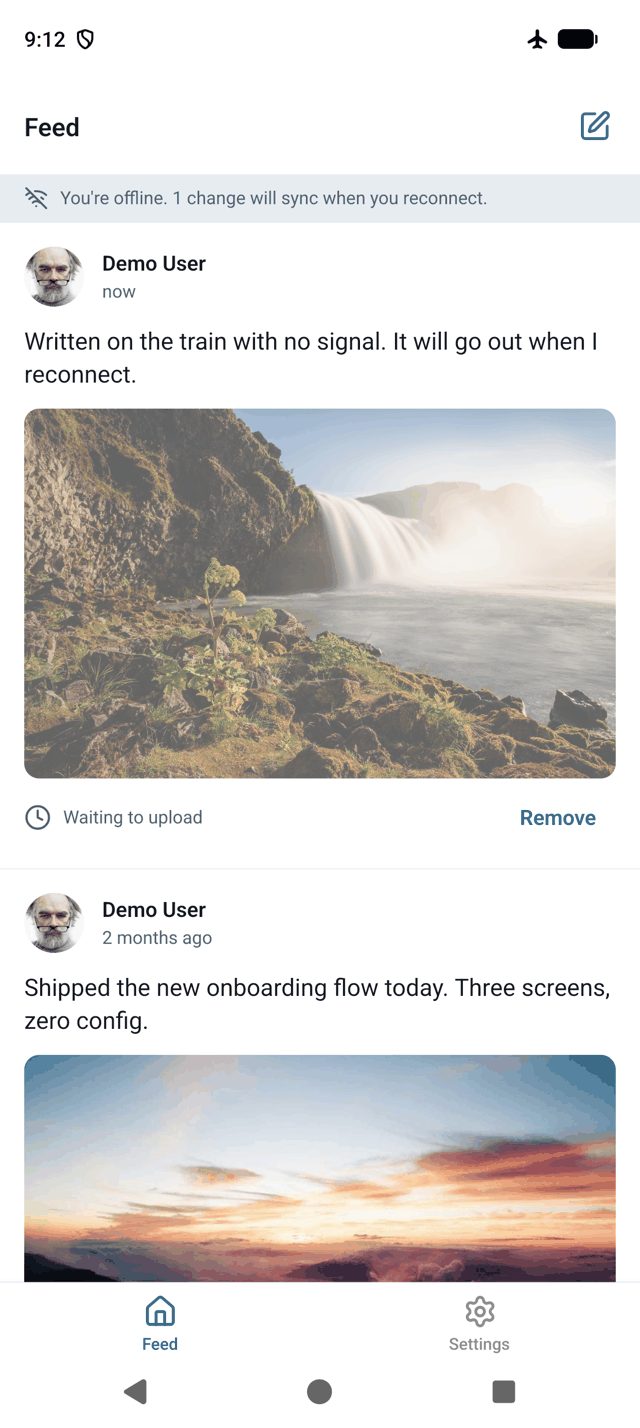 9:12
Feed
You're offline. 1 change will sync when you reconnect.
Demo User
now
Written on the train with no signal. It will go out when I
reconnect.
Waiting to upload
Remove
Demo User
2 months ago
Shipped the new onboarding flow today. Three screens,
zero config.
Feed
Settings